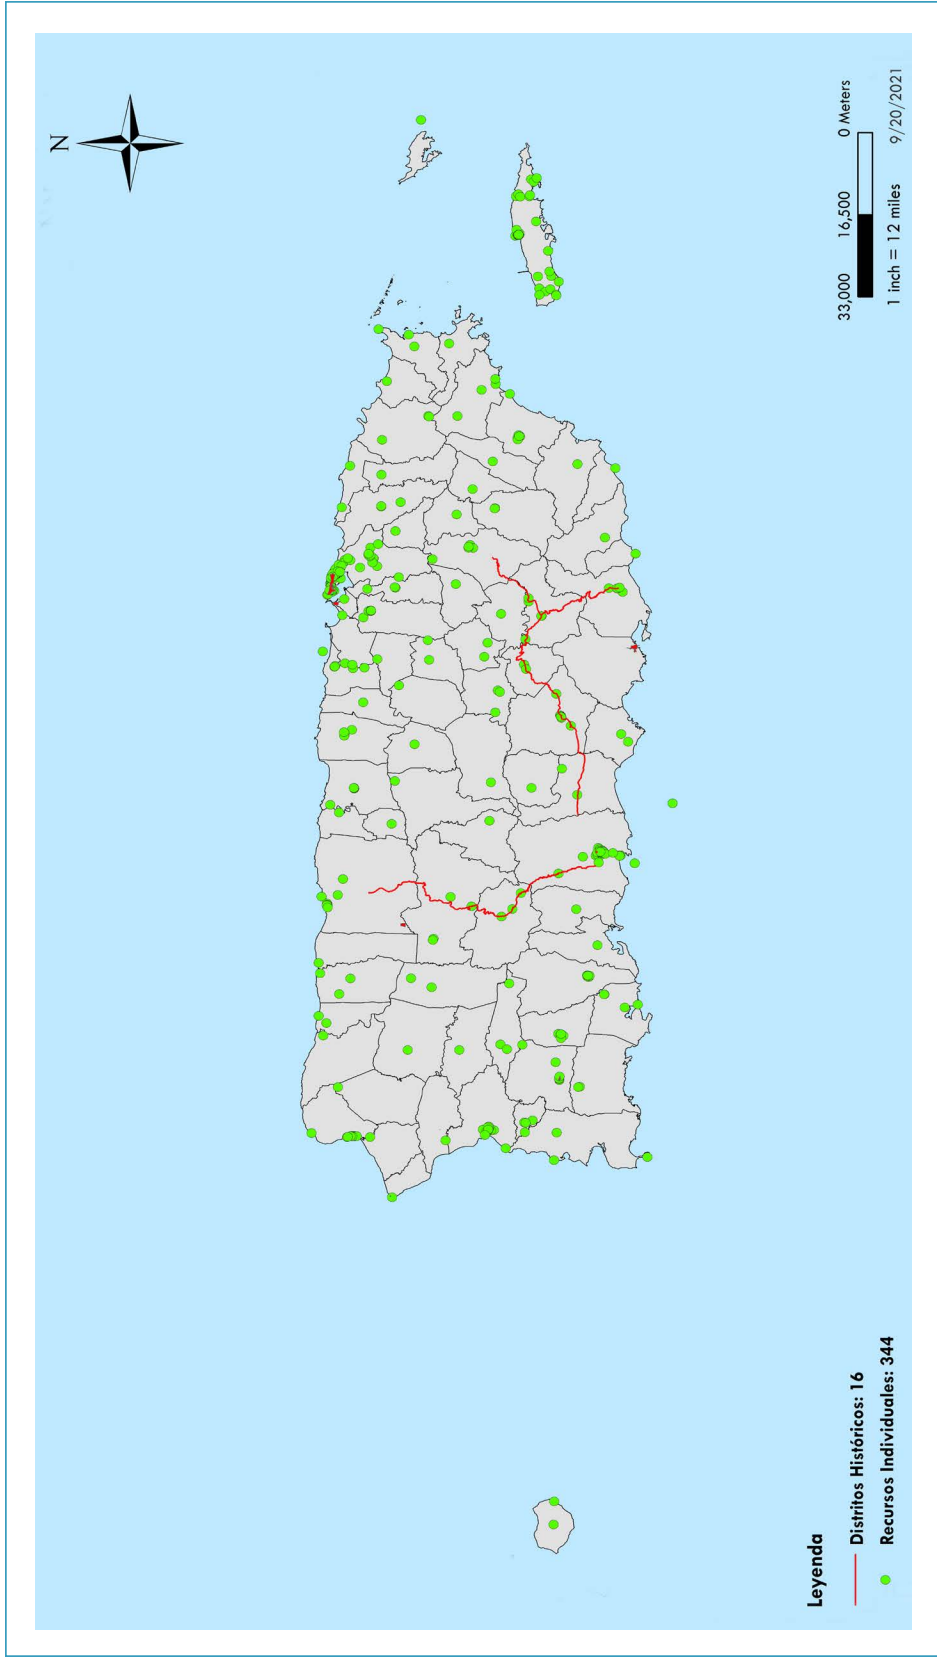 N
33,000 16,500 0 Meters
1 inch = 12 miles 9/20/2021
Leyenda
Distritos Históricos: 16
Recursos Individuales: 344